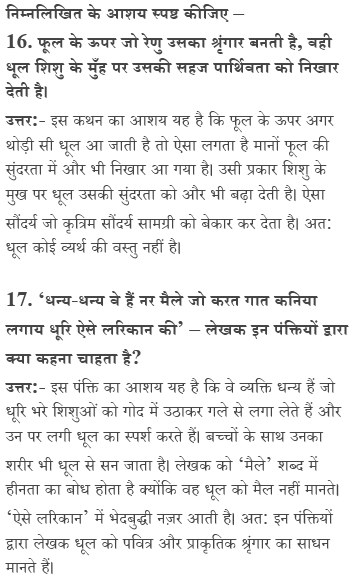 निम्नलिखित के आशय स्पष्ट कीजिए –
16. फूल के ऊपर जो रेणु उसका श्रृंगार बनती है, वही
धूल शिशु के मुँह पर उसकी सहज पार्थिवता को निखार
देती है।
उत्तर:- इस कथन का आशय यह है कि फूल के ऊपर अगर
थोड़ी सी धूल आ जाती है तो ऐसा लगता है मानों फूल की
सुंदरता में और भी निखार आ गया है। उसी प्रकार शिशु के
मुख पर धूल उसकी सुंदरता को और भी बढ़ा देती है। ऐसा
सौंदर्य जो कृत्रिम सौंदर्य सामग्री को बेकार कर देता है। अत:
धूल कोई व्यर्थ की वस्तु नहीं है।
17. ‘धन्य-धन्य वे हैं नर मैले जो करत गात कनिया
लगाय धूरि ऐसे लरिकान की’ – लेखक इन पंक्तियों द्वारा
क्या कहना चाहता है?
उत्तर:- इस पंक्ति का आशय यह है कि वे व्यक्ति धन्य हैं जो
धूरि भरे शिशुओं को गोद में उठाकर गले से लगा लेते हैं और
उन पर लगी धूल का स्पर्श करते हैं। बच्चों के साथ उनका
शरीर भी धूल से सन जाता है। लेखक को ‘मैले’ शब्द में
हीनता का बोध होता है क्योंकि वह धूल को मैल नहीं मानते।
‘ऐसे लरिकान’ में भेदबुद्धी नज़र आती है। अत: इन पंक्तियों
द्वारा लेखक धूल को पवित्र और प्राकृतिक श्रृंगार का साधन
मानते हैं।